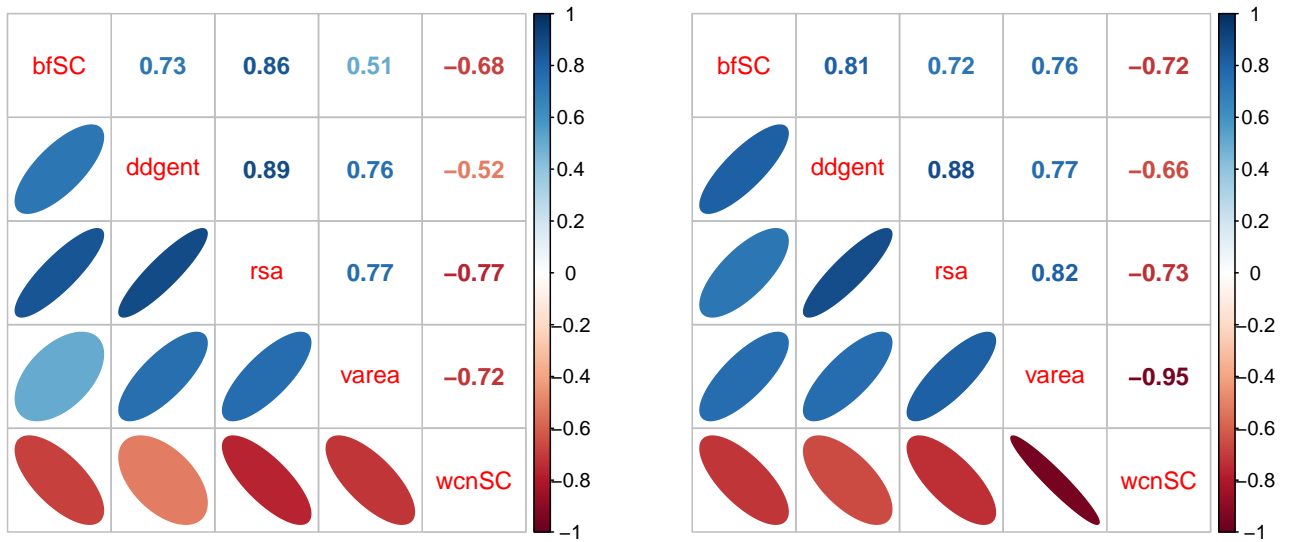 bfSC 0.73 0.86 0.51 −0.68
ddgent 0.89 0.76 −0.52
rsa 0.77 −0.77
varea −0.72
wcnSC
1
0.8
0.6
0.4
0.2
0
−0.2
−0.4
−0.6
−0.8
−1
bfSC 0.81 0.72 0.76 −0.72
ddgent 0.88 0.77 −0.66
rsa 0.82 −0.73
varea −0.95
wcnSC
1
0.8
0.6
0.4
0.2
0
−0.2
−0.4
−0.6
−0.8
−1